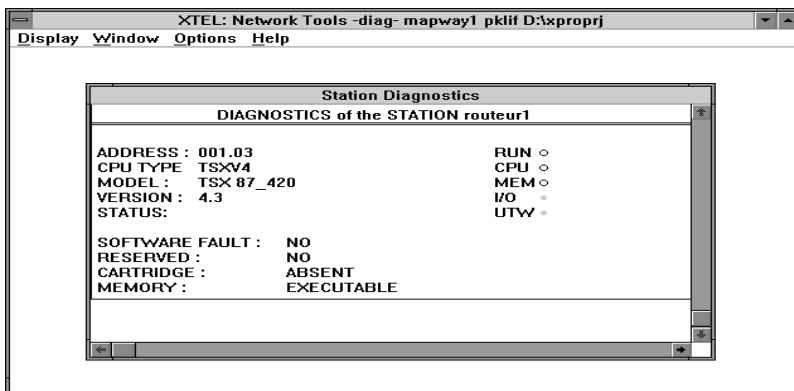 XTEL: Network Tools -diag- mapway1 pklif D:\xproprj
Display Window Options Help
Station Diagnostics
DIAGNOSTICS of the STATION routeur1
ADDRESS : 001.03 RUN
CPU TYPE TSXV4 CPU
MODEL : TSX 87_420 MEM
VERSION : 4.3 I/O
STATUS: UTW
SOFTWARE FAULT : NO
RESERVED : NO
CARTRIDGE : ABSENT
MEMORY : EXECUTABLE